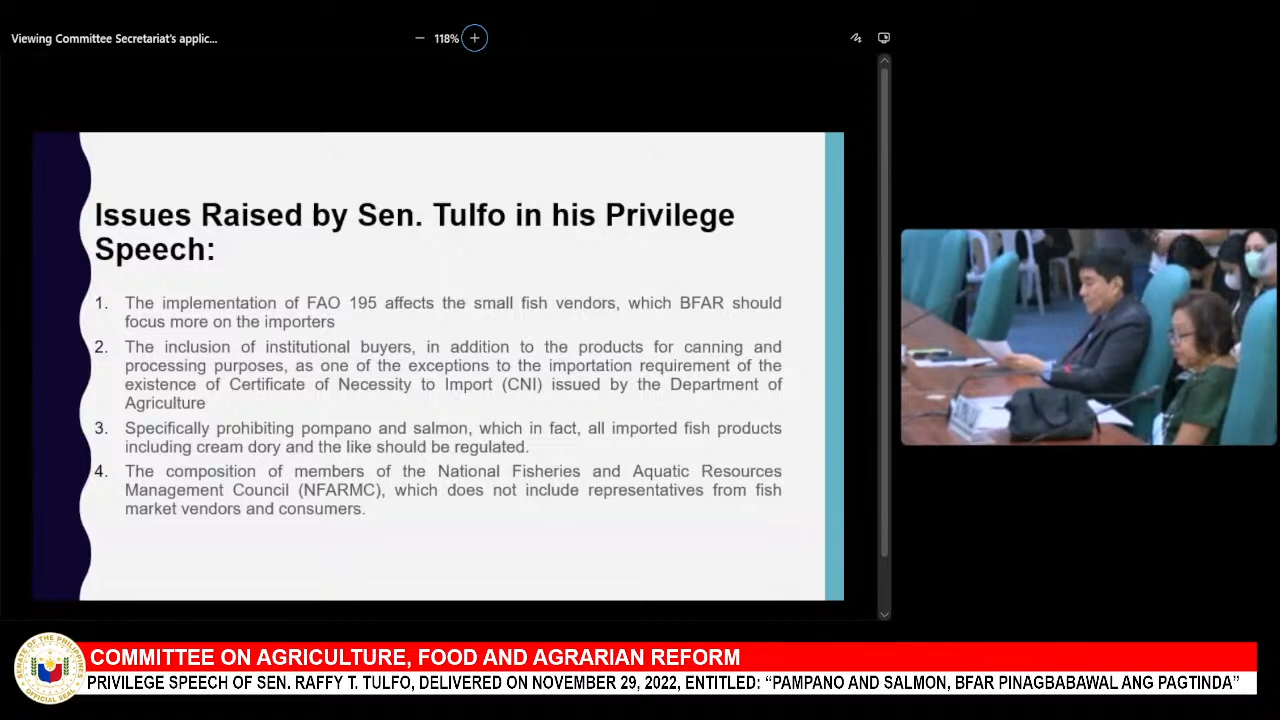 Viewing Committee Secretariat's applic...
118%
Issues Raised by Sen. Tulfo in his Privilege
Speech:
1. The implementation of FAO 195 affects the small fish vendors, which BFAR should
focus more on the importers
2. The inclusion of institutional buyers, in addition to the products for canning and
processing purposes, as one of the exceptions to the importation requirement of the
existence of Certificate of Necessity to Import (CNI) issued by the Department of
Agriculture
3. Specifically prohibiting pompano and salmon, which in fact, all imported fish products
including cream dory and the like should be regulated.
4. The composition of members of the National Fisheries and Aquatic Resources
Management Council (NFARMC), which does not include representatives from fish
market vendors and consumers.
SENATE OF THE PHILIPPINES
OFFICIAL SEAL
COMMITTEE ON AGRICULTURE, FOOD AND AGRARIAN REFORM
PRIVILEGE SPEECH OF SEN. RAFFY T. TULFO, DELIVERED ON NOVEMBER 29, 2022, ENTITLED: “PAMPANO AND SALMON, BFAR PINAGBABAWAL ANG PAGTINDA”